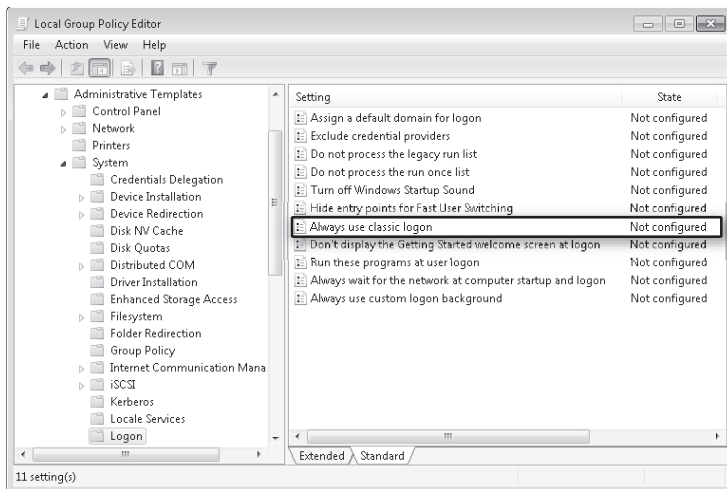 Local Group Policy Editor
File Action View Help
Administrative Templates
Control Panel
Network
Printers
System
Credentials Delegation
Device Installation
Device Redirection
Disk NV Cache
Disk Quotas
Distributed COM
Driver Installation
Enhanced Storage Access
Filesystem
Folder Redirection
Group Policy
Internet Communication Mana
iSCSI
Kerberos
Locale Services
Logon
Setting State
Assign a default domain for logon Not configured
Exclude credential providers Not configured
Do not process the legacy run list Not configured
Do not process the run once list Not configured
Turn off Windows Startup Sound Not configured
Hide entry points for Fast User Switching Not configured
Always use classic logon Not configured
Don't display the Getting Started welcome screen at logon Not configured
Run these programs at user logon Not configured
Always wait for the network at computer startup and logon Not configured
Always use custom logon background Not configured
Extended Standard
11 setting(s)